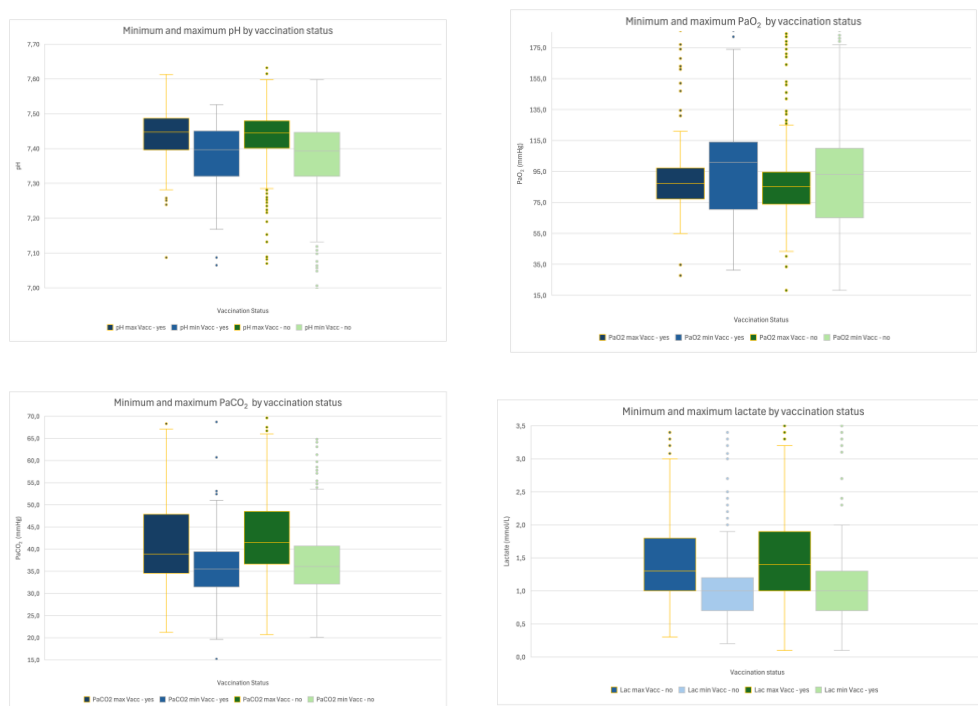 Minimum and maximum pH by vaccination status
7,70
7,60
7,50
7,40
7,30
7,20
7,10
7,00
pH
Vaccination Status
pH max Vacc - yes pH min Vacc - yes pH max Vacc - no pH min Vacc - no
Minimum and maximum PaO₂ by vaccination status
175,0
155,0
135,0
115,0
95,0
75,0
55,0
35,0
15,0
PaO₂ (mmHg)
Vaccination Status
PaO2 max Vacc - yes PaO2 min Vacc - yes PaO2 max Vacc - no PaO2 min Vacc - no
Minimum and maximum PaCO₂ by vaccination status
70,0
65,0
60,0
55,0
50,0
45,0
40,0
35,0
30,0
25,0
20,0
15,0
PaCO₂ (mmHg)
Vaccination Status
PaCO2 max Vacc - yes PaCO2 min Vacc - yes PaCO2 max Vacc - no PaCO2 min Vacc - no
Minimum and maximum lactate by vaccination status
3,5
3,0
2,5
2,0
1,5
1,0
0,5
0,0
Lactate (mmol/L)
Vaccination status
Lac max Vacc - no Lac min Vacc - no Lac max Vacc - yes Lac min Vacc - yes